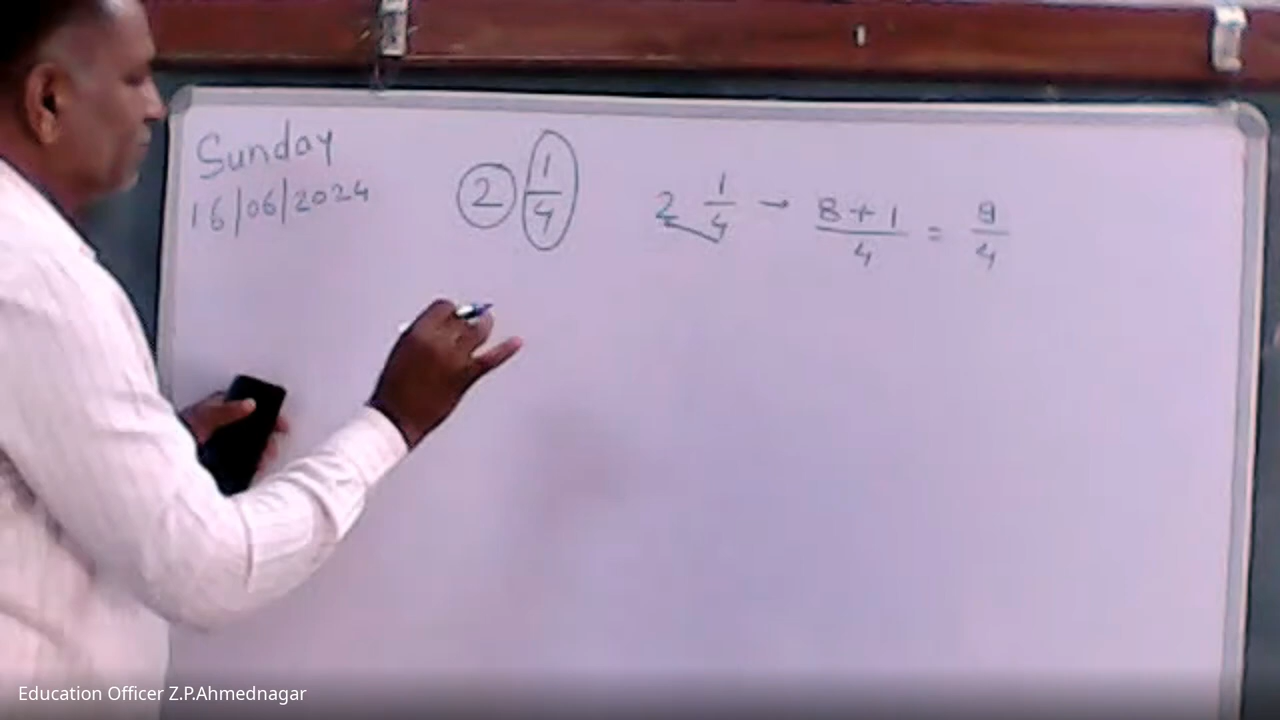 Sunday
16/06/2024
2 1/4
2 1/4 → 8+1/4 = 9/4
Education Officer Z.P.Ahmednagar